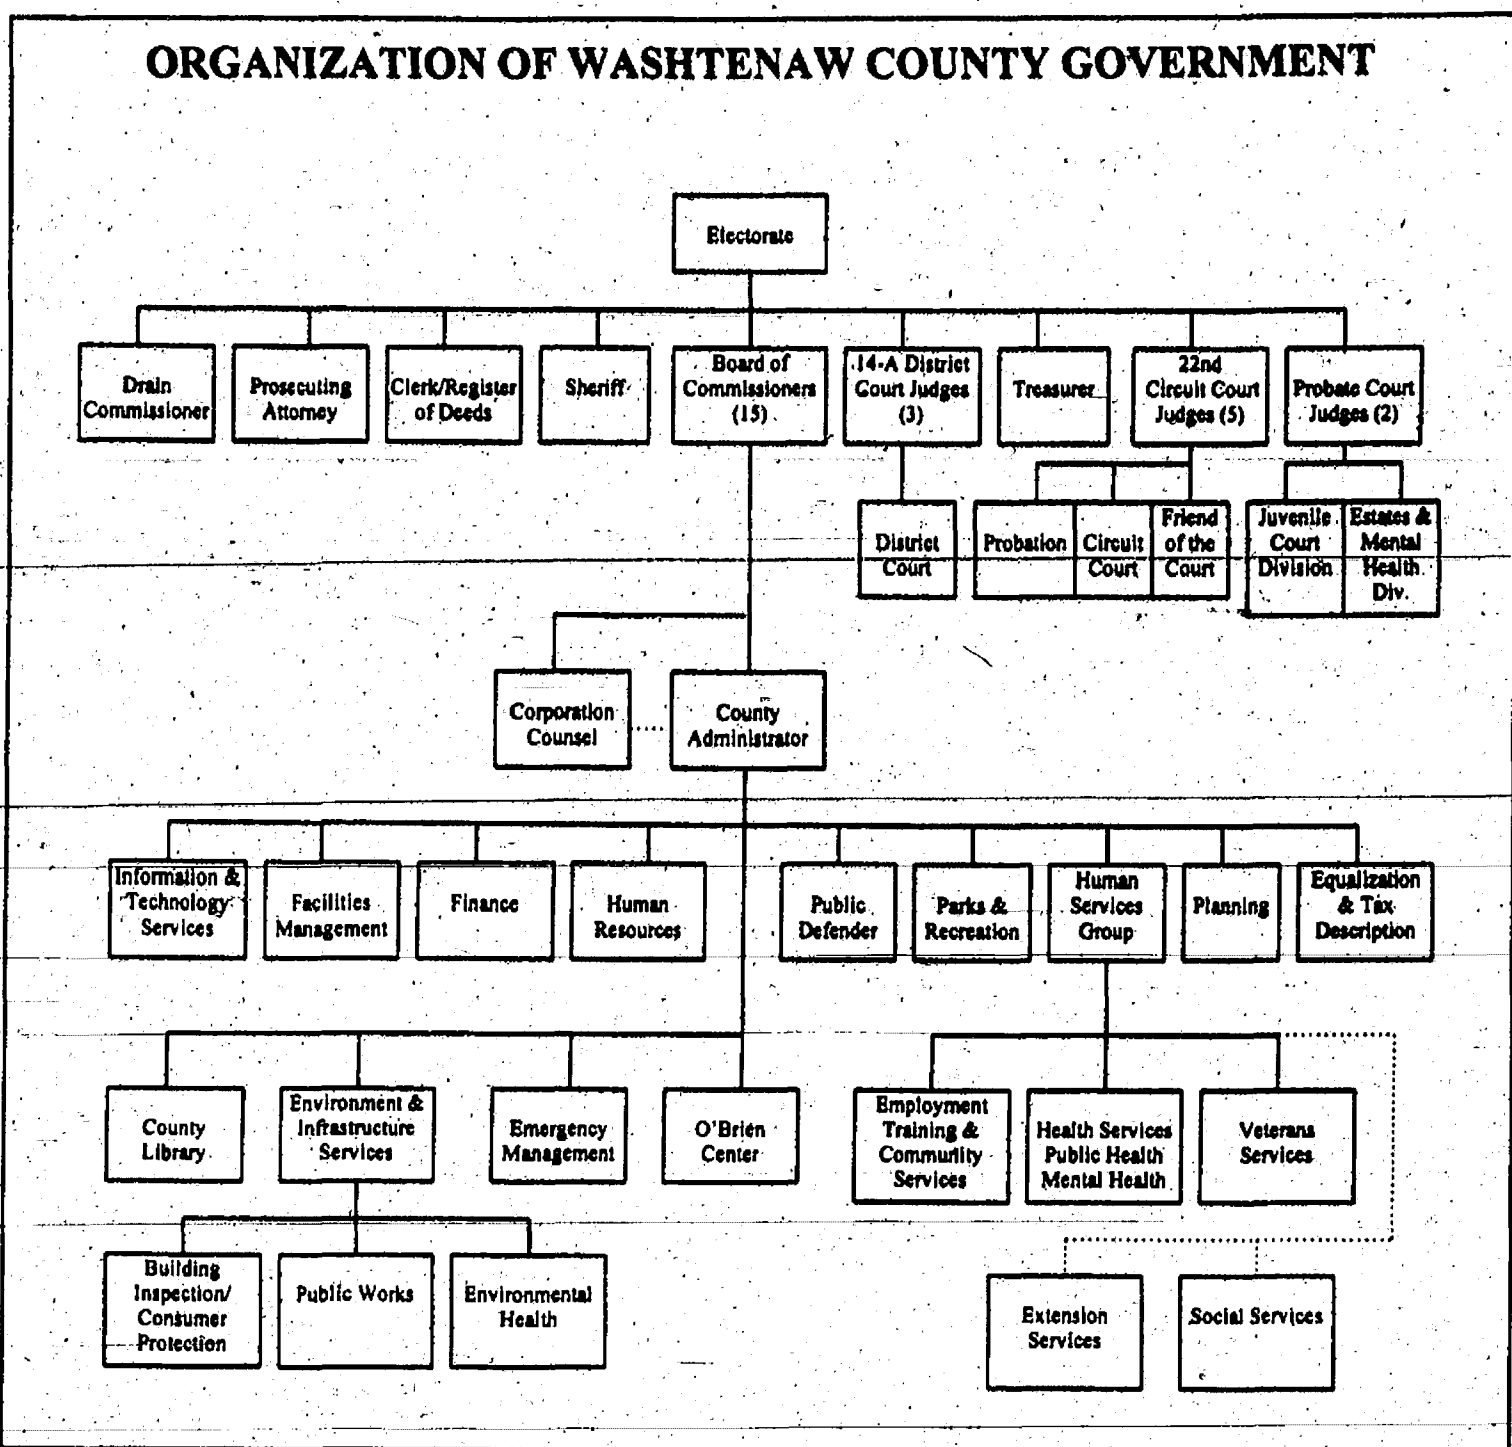 ORGANIZATION OF WASHTENAW COUNTY GOVERNMENT
Electorate
Drain
Commissioner
Prosecuting
Attorney
Clerk/Register
of Deeds
Sheriff
Board of
Commissioners
(15)
14-A District
Court Judges
(3)
Treasurer
22nd
Circuit Court
Judges (5)
Probate Court
Judges (2)
District
Court
Probation
Circuit
Court
Friend
of the
Court
Juvenile
Court
Division
Estates &
Mental
Health
Div.
Corporation
Counsel
County
Administrator
Information &
Technology
Services
Facilities
Management
Finance
Human
Resources
Public
Defender
Parks &
Recreation
Human
Services
Group
Planning
Equalization
& Tax
Description
County
Library
Environment &
Infrastructure
Services
Emergency
Management
O'Brien
Center
Employment
Training &
Community
Services
Health Services
Public Health
Mental Health
Veterans
Services
Building
Inspection/
Consumer
Protection
Public Works
Environmental
Health
Extension
Services
Social Services